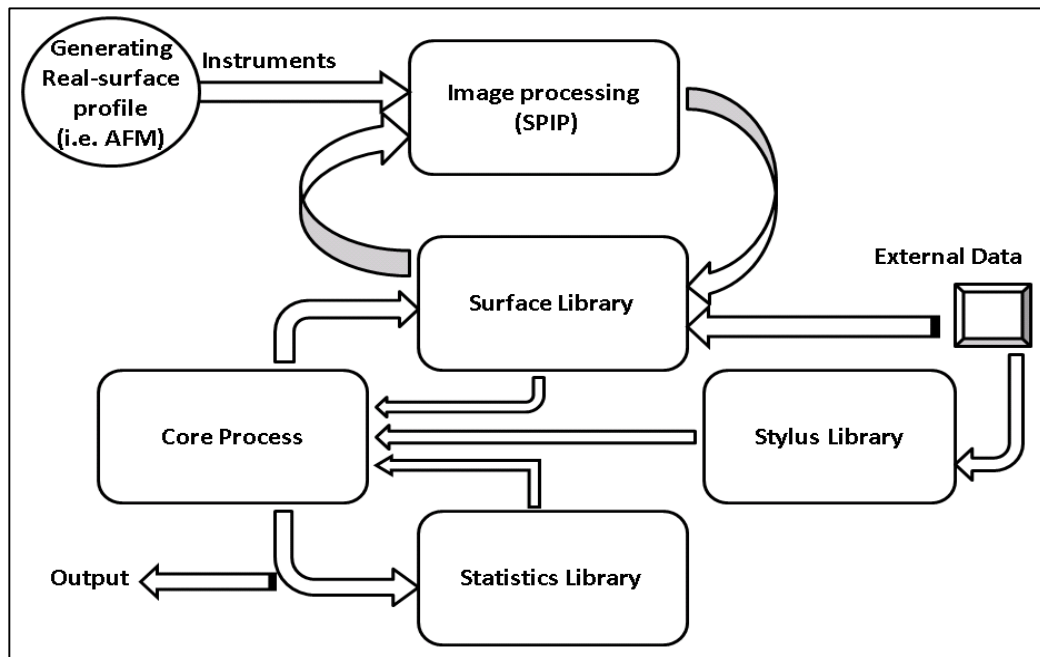 Generating
Real-surface
profile
(i.e. AFM)
Instruments
Image processing
(SPIP)
External Data
Surface Library
Core Process
Stylus Library
Output
Statistics Library